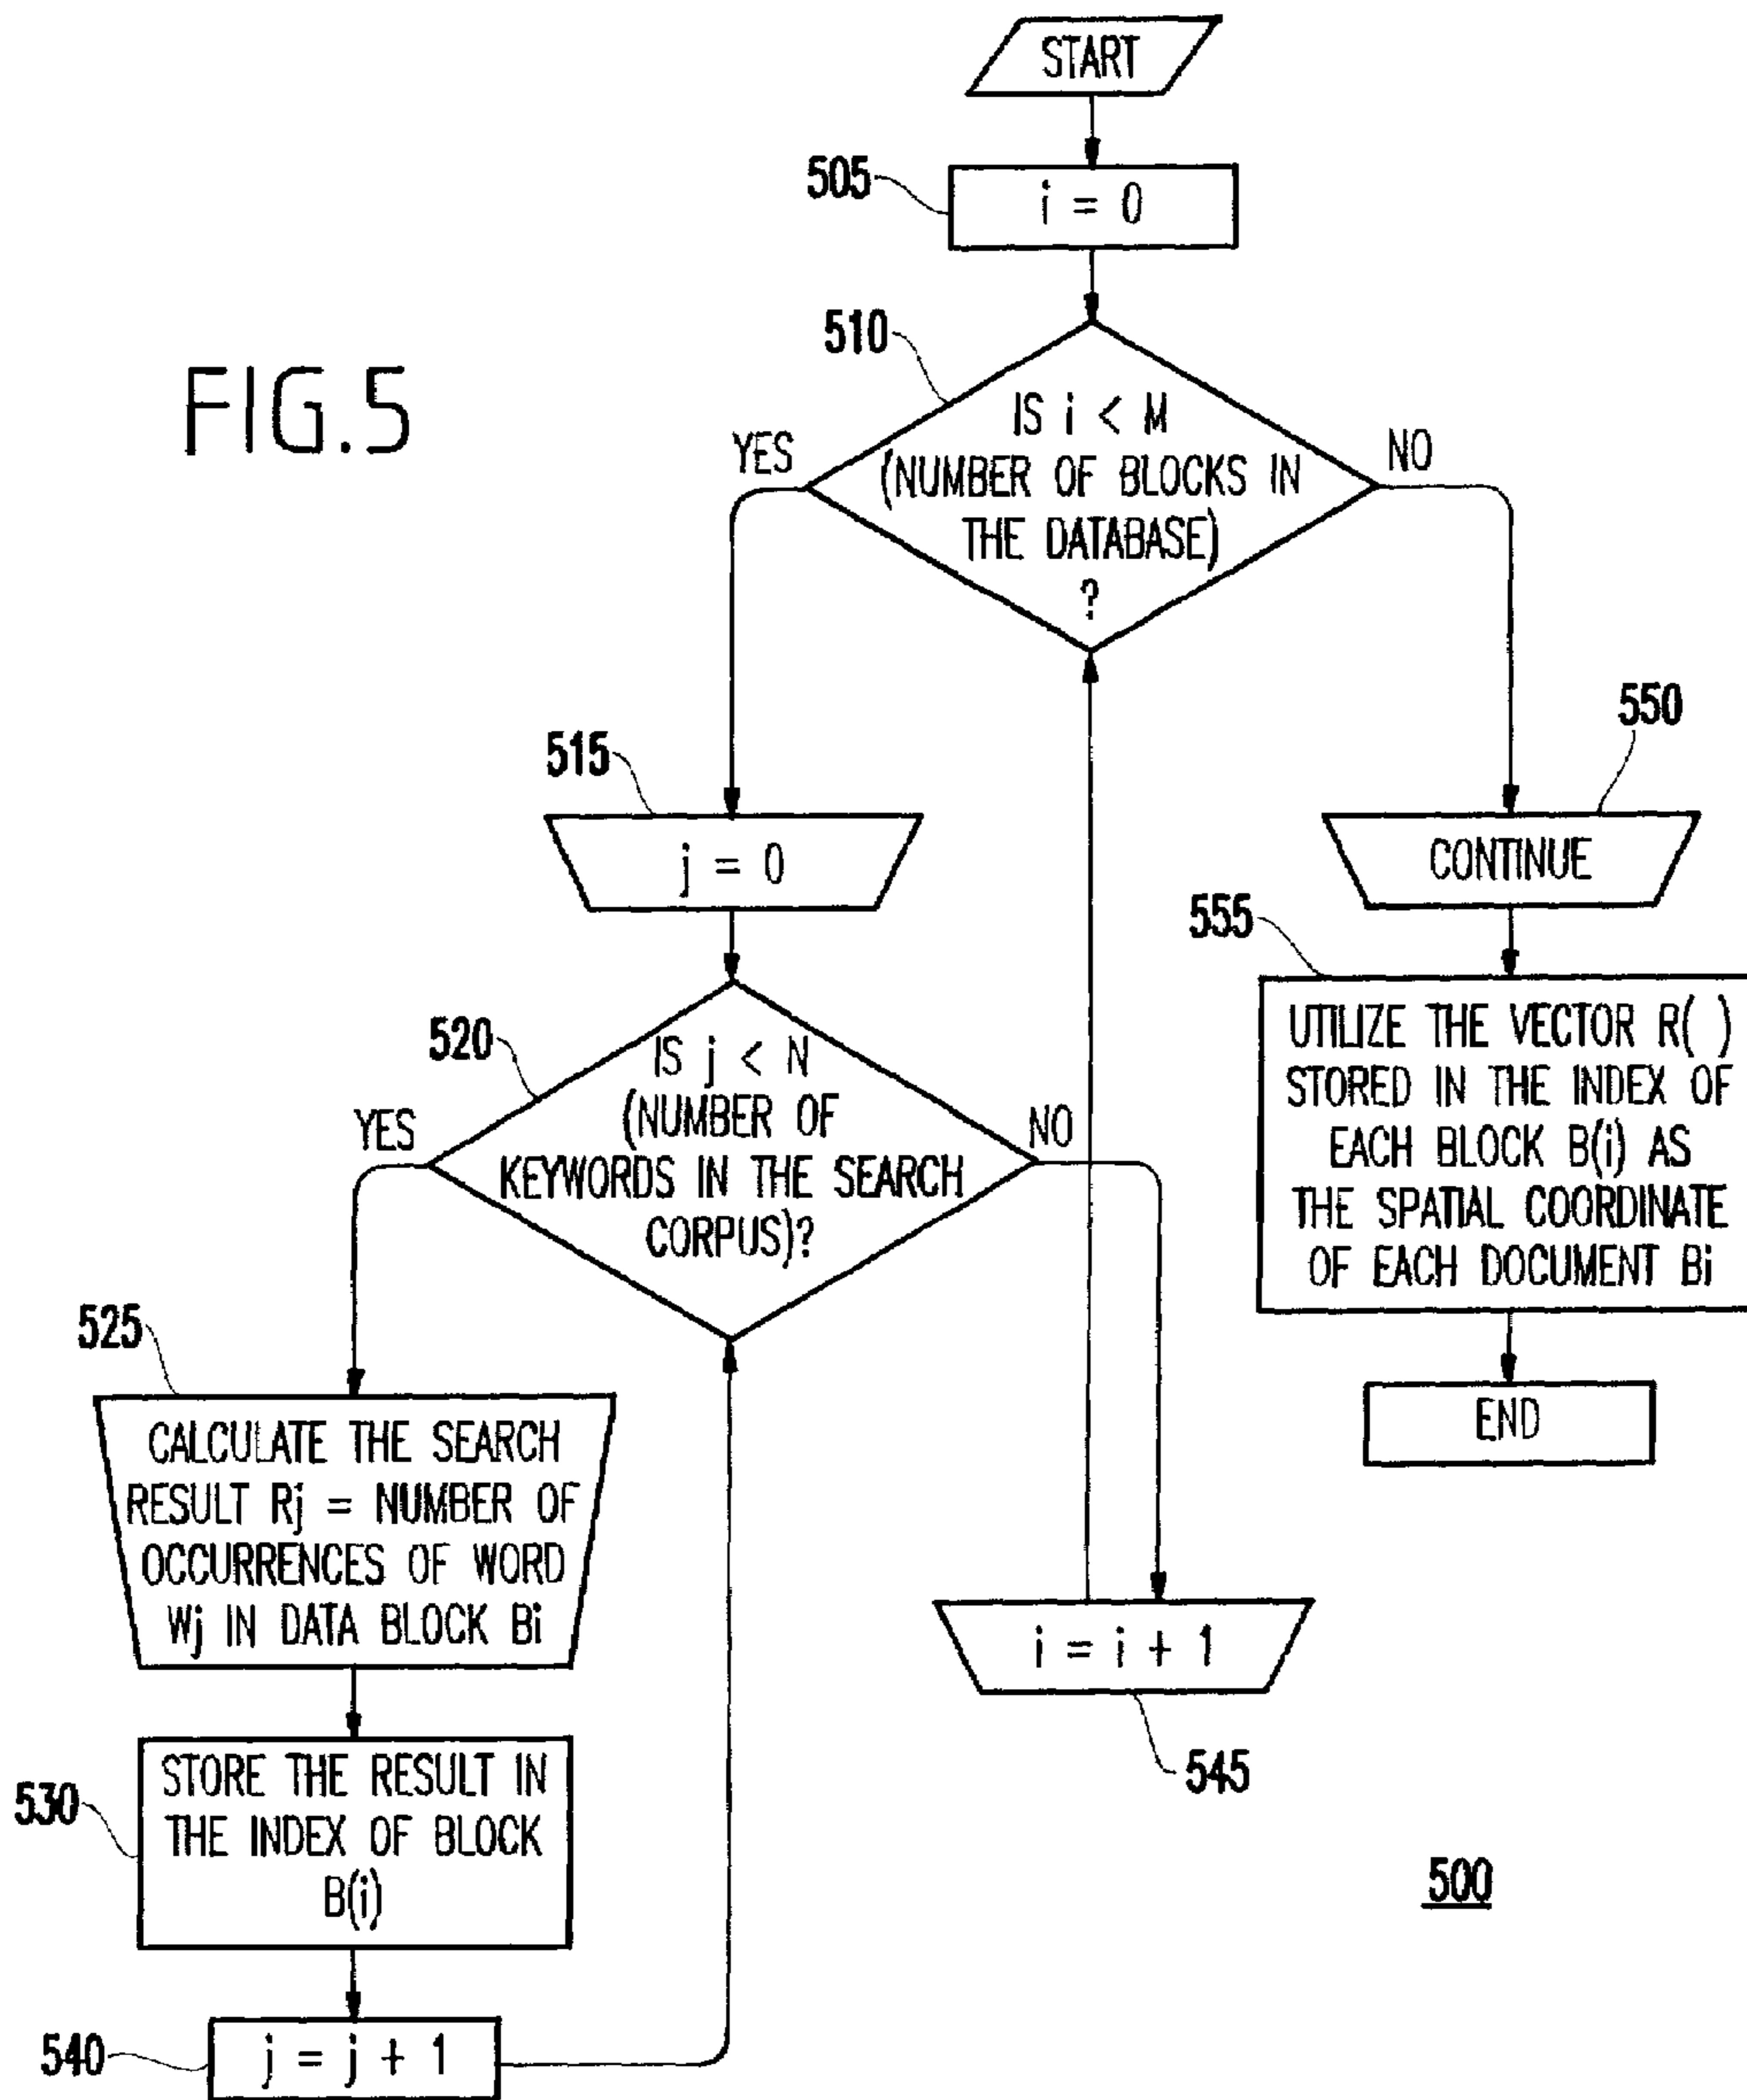 START
505
i = 0
510
FIG.5
IS i < M
(NUMBER OF BLOCKS IN
THE DATABASE)
?
YES
NO
515
j = 0
550
CONTINUE
520
IS j < N
(NUMBER OF
KEYWORDS IN THE SEARCH
CORPUS)?
YES
NO
555
UTILIZE THE VECTOR R( )
STORED IN THE INDEX OF
EACH BLOCK B(i) AS
THE SPATIAL COORDINATE
OF EACH DOCUMENT Bi
END
525
CALCULATE THE SEARCH
RESULT Rj = NUMBER OF
OCCURRENCES OF WORD
Wj IN DATA BLOCK Bi
i = i + 1
545
530
STORE THE RESULT IN
THE INDEX OF BLOCK
B(i)
540
j = j + 1
500